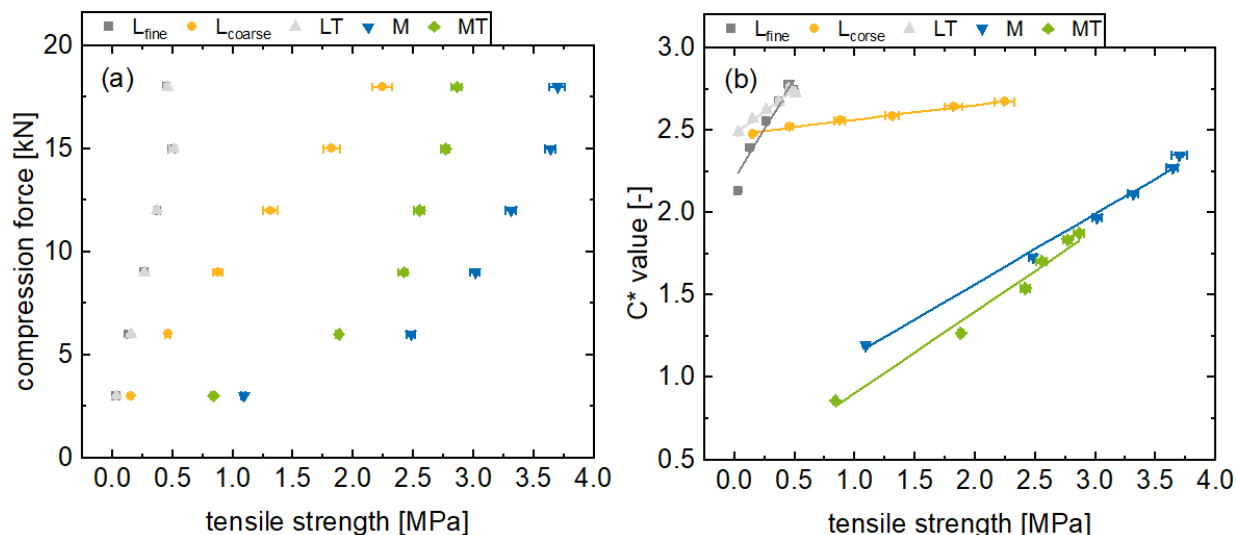 L_fine L_coarse LT M MT
(a)
20
15
10
5
0
compression force [kN]
0.0 0.5 1.0 1.5 2.0 2.5 3.0 3.5 4.0
tensile strength [MPa]
L_fine L_corse LT M MT
(b)
3.0
2.5
2.0
1.5
1.0
0.5
C* value [-]
0.0 0.5 1.0 1.5 2.0 2.5 3.0 3.5 4.0
tensile strength [MPa]